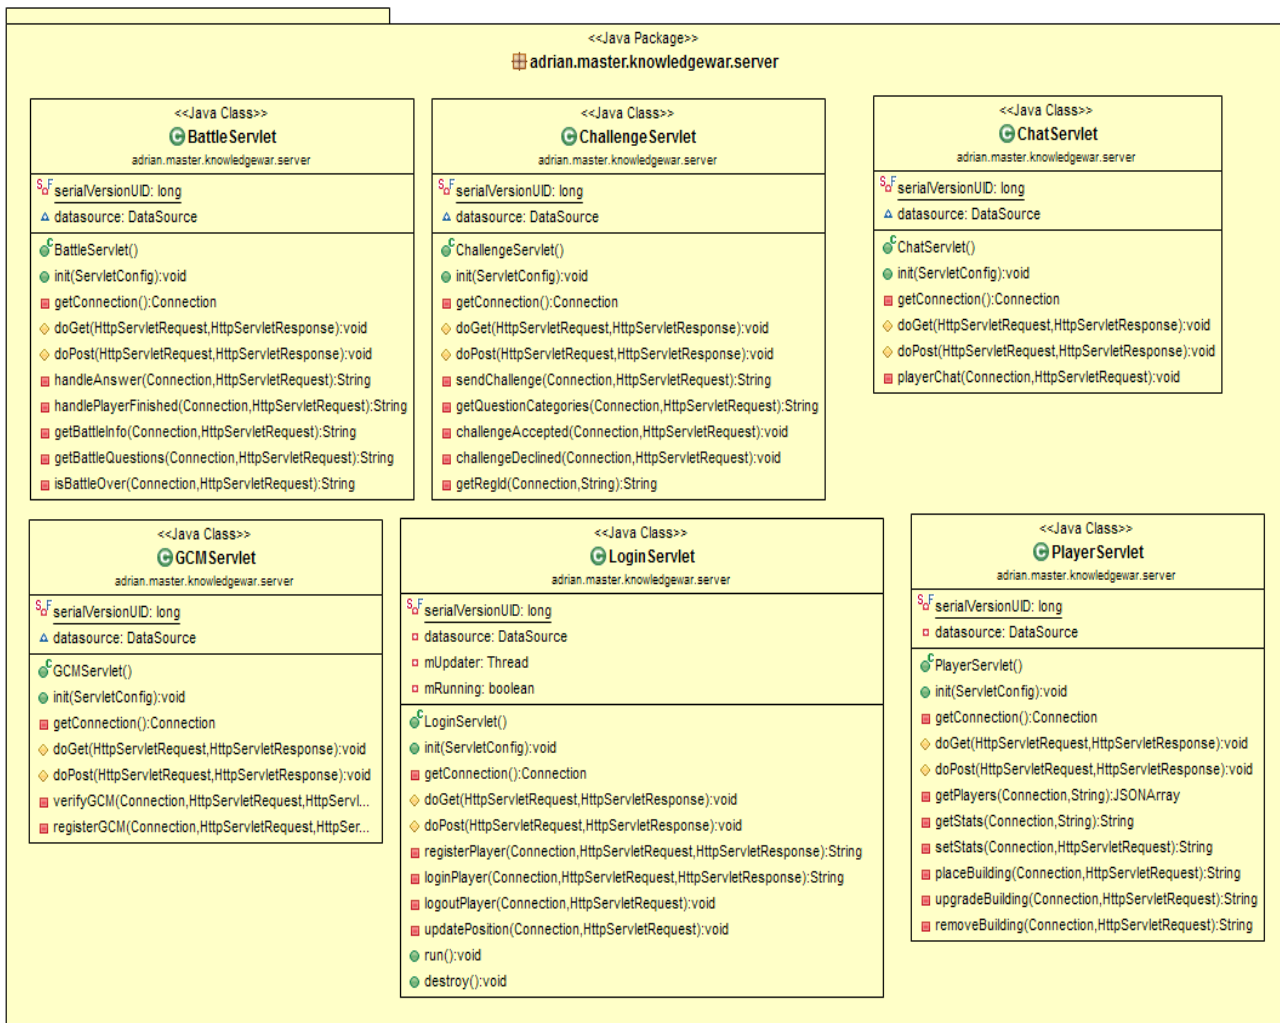 <<Java Package>>
adrian.master.knowledgewar.server
<<Java Class>>
BattleServlet
adrian.master.knowledgewar.server
serialVersionUID: long
datasource: DataSource
BattleServlet()
init(ServletConfig):void
getConnection():Connection
doGet(HttpServletRequest,HttpServletResponse):void
doPost(HttpServletRequest,HttpServletResponse):void
handleAnswer(Connection,HttpServletRequest):String
handlePlayerFinished(Connection,HttpServletRequest):String
getBattleInfo(Connection,HttpServletRequest):String
getBattleQuestions(Connection,HttpServletRequest):String
isBattleOver(Connection,HttpServletRequest):String
<<Java Class>>
ChallengeServlet
adrian.master.knowledgewar.server
serialVersionUID: long
datasource: DataSource
ChallengeServlet()
init(ServletConfig):void
getConnection():Connection
doGet(HttpServletRequest,HttpServletResponse):void
doPost(HttpServletRequest,HttpServletResponse):void
sendChallenge(Connection,HttpServletRequest):String
getQuestionCategories(Connection,HttpServletRequest):String
challengeAccepted(Connection,HttpServletRequest):void
challengeDeclined(Connection,HttpServletRequest):void
getRegId(Connection,String):String
<<Java Class>>
ChatServlet
adrian.master.knowledgewar.server
serialVersionUID: long
datasource: DataSource
ChatServlet()
init(ServletConfig):void
getConnection():Connection
doGet(HttpServletRequest,HttpServletResponse):void
doPost(HttpServletRequest,HttpServletResponse):void
playerChat(Connection,HttpServletRequest):void
<<Java Class>>
GCMServlet
adrian.master.knowledgewar.server
serialVersionUID: long
datasource: DataSource
GCMServlet()
init(ServletConfig):void
getConnection():Connection
doGet(HttpServletRequest,HttpServletResponse):void
doPost(HttpServletRequest,HttpServletResponse):void
verifyGCM(Connection,HttpServletRequest,HttpServl...
registerGCM(Connection,HttpServletRequest,HttpSer...
<<Java Class>>
LoginServlet
adrian.master.knowledgewar.server
serialVersionUID: long
datasource: DataSource
mUpdater: Thread
mRunning: boolean
LoginServlet()
init(ServletConfig):void
getConnection():Connection
doGet(HttpServletRequest,HttpServletResponse):void
doPost(HttpServletRequest,HttpServletResponse):void
registerPlayer(Connection,HttpServletRequest,HttpServletResponse):String
loginPlayer(Connection,HttpServletRequest,HttpServletResponse):String
logoutPlayer(Connection,HttpServletRequest):void
updatePosition(Connection,HttpServletRequest):void
run():void
destroy():void
<<Java Class>>
PlayerServlet
adrian.master.knowledgewar.server
serialVersionUID: long
datasource: DataSource
PlayerServlet()
init(ServletConfig):void
getConnection():Connection
doGet(HttpServletRequest,HttpServletResponse):void
doPost(HttpServletRequest,HttpServletResponse):void
getPlayers(Connection,String):JSONArray
getStats(Connection,String):String
setStats(Connection,HttpServletRequest):String
placeBuilding(Connection,HttpServletRequest):String
upgradeBuilding(Connection,HttpServletRequest):String
removeBuilding(Connection,HttpServletRequest):String